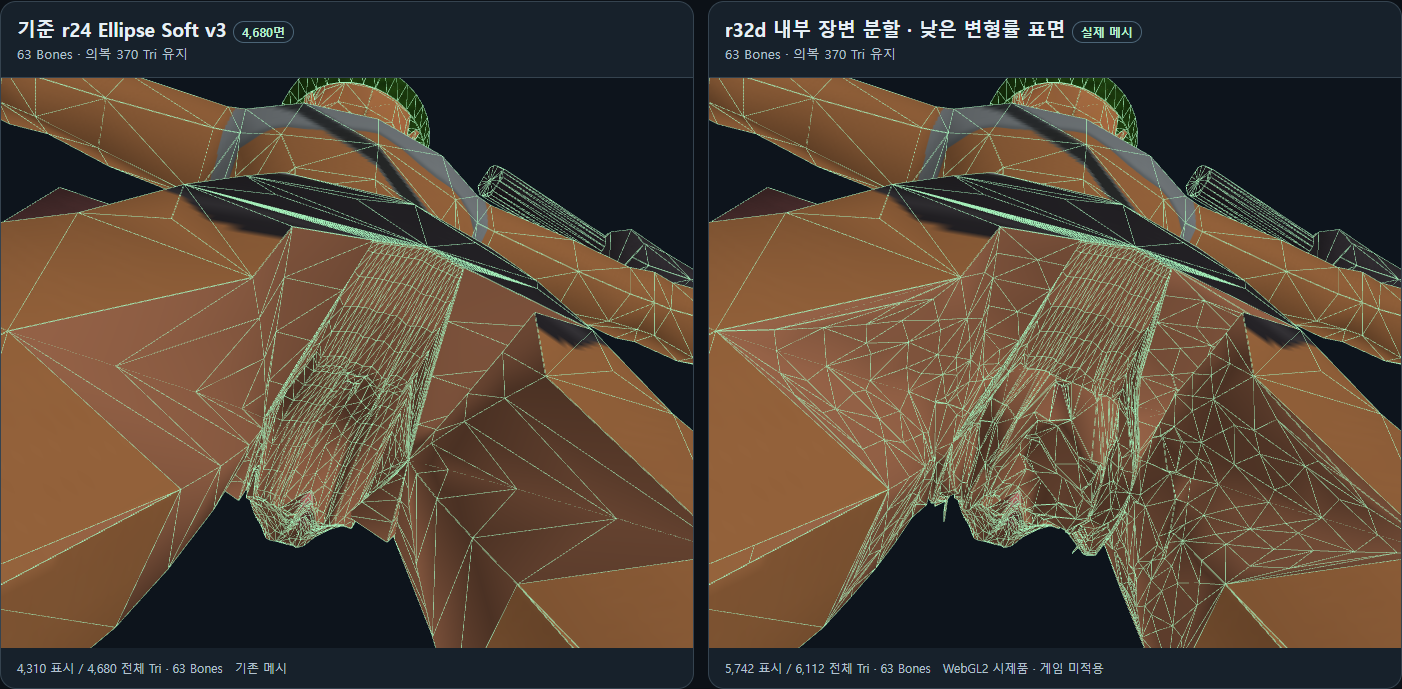 기준 r24 Ellipse Soft v3 4,680면
63 Bones · 의복 370 Tri 유지
4,310 표시 / 4,680 전체 Tri · 63 Bones 기존 메시
r32d 내부 장변 분할 · 낮은 변형률 표면 실제 메시
63 Bones · 의복 370 Tri 유지
5,742 표시 / 6,112 전체 Tri · 63 Bones WebGL2 시제품 · 게임 미적용